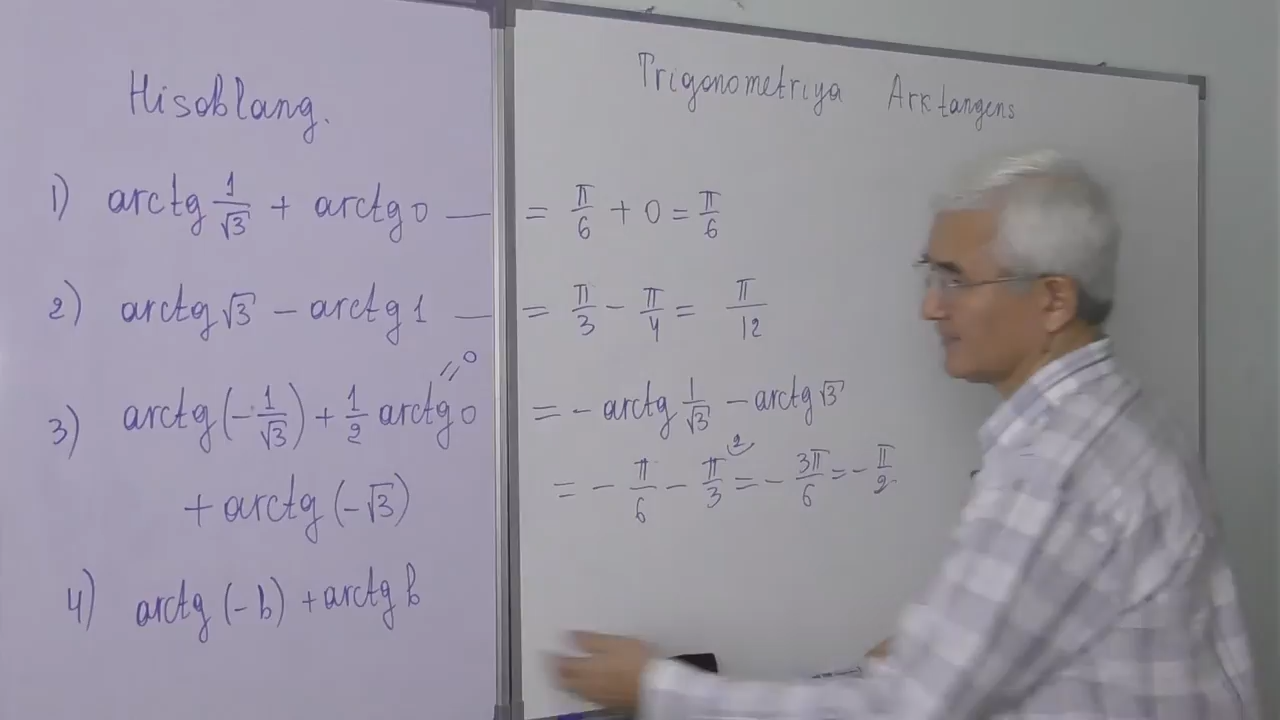 Trigonometriya Arktangens
Hisoblang.
1) arctg 1/√3 + arctg 0 — = π/6 + 0 = π/6
2) arctg √3 − arctg 1 — = π/3 − π/4 = π/12
3) arctg (−1/√3) + 1/2 arctg 0 = − arctg 1/√3 − arctg √3
= 0
+ arctg (−√3) = − π/6 − π/3 = − 3π/6 = − π/2
2
4) arctg (−b) + arctg b